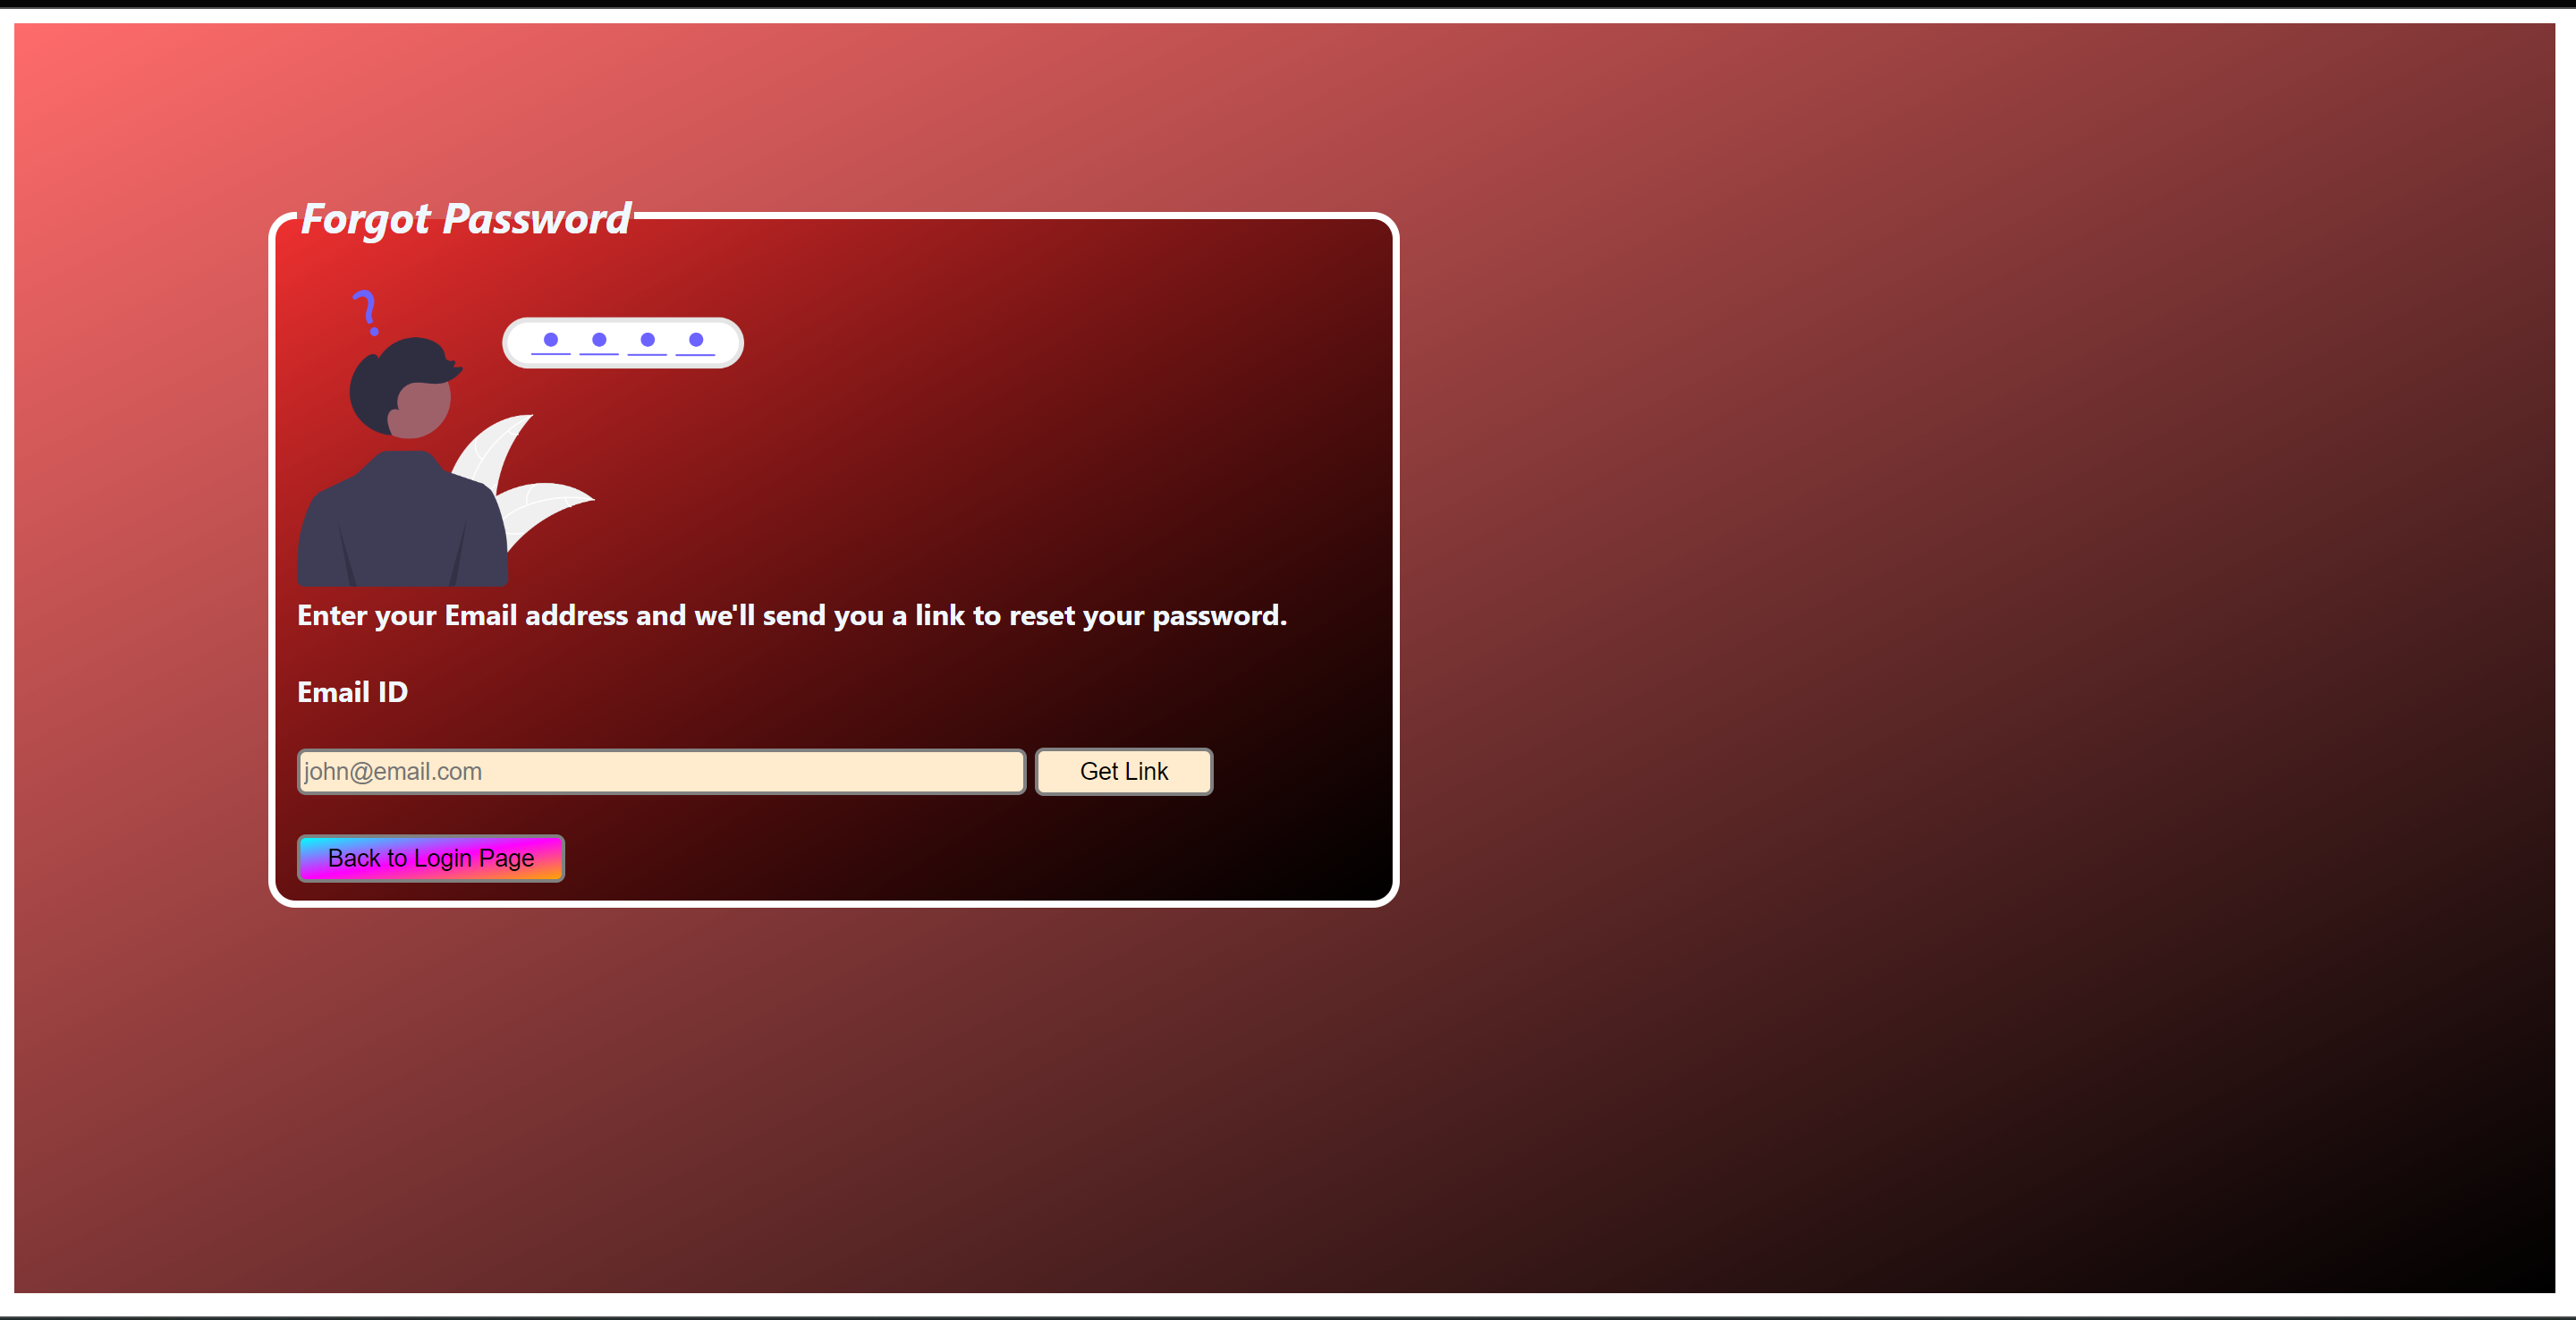 Forgot Password
?
Enter your Email address and we'll send you a link to reset your password.
Email ID
john@email.com
Get Link
Back to Login Page